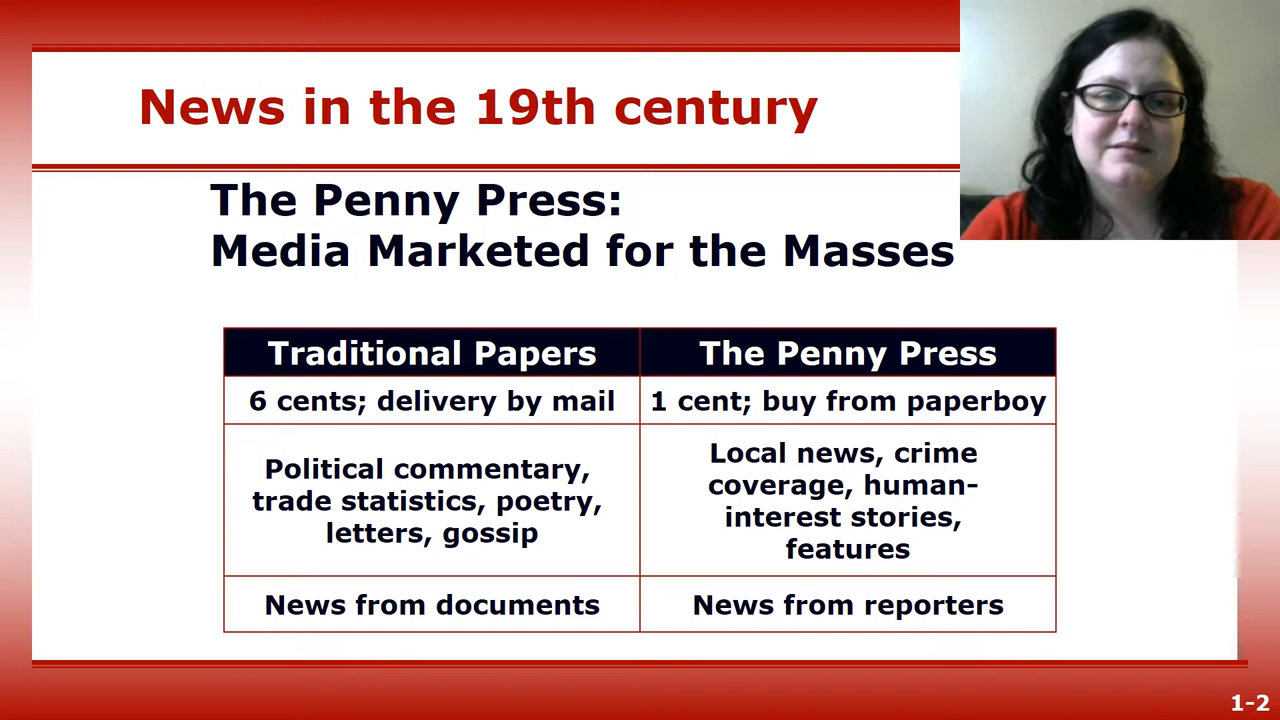 News in the 19th century
The Penny Press:
Media Marketed for the Masses
Traditional Papers
The Penny Press
6 cents; delivery by mail
1 cent; buy from paperboy
Political commentary,
trade statistics, poetry,
letters, gossip
Local news, crime
coverage, human-
interest stories,
features
News from documents
News from reporters
1-2